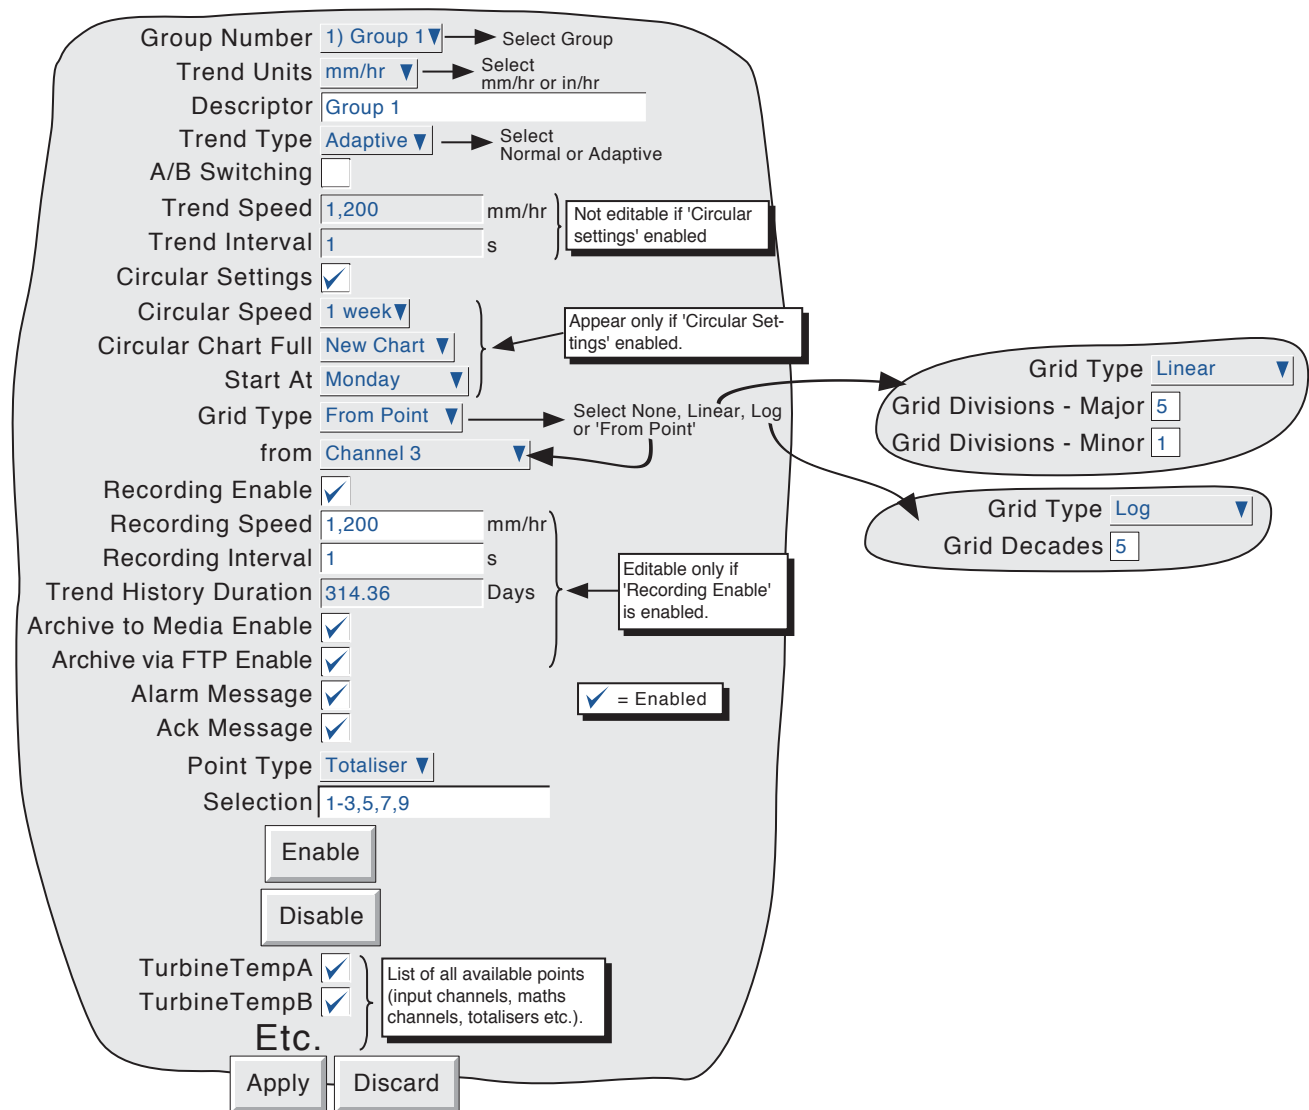 Group Number 1) Group 1 Select Group
Trend Units mm/hr Select
mm/hr or in/hr
Descriptor Group 1
Trend Type Adaptive Select
Normal or Adaptive
A/B Switching
Trend Speed 1,200 mm/hr
Trend Interval 1 s
Not editable if 'Circular
settings' enabled
Circular Settings
Circular Speed 1 week
Circular Chart Full New Chart
Start At Monday
Appear only if 'Circular Set-
tings' enabled.
Grid Type From Point
Select None, Linear, Log
or 'From Point'
from Channel 3
Grid Type Linear
Grid Divisions - Major 5
Grid Divisions - Minor 1
Grid Type Log
Grid Decades 5
Recording Enable
Recording Speed 1,200 mm/hr
Recording Interval 1 s
Trend History Duration 314.36 Days
Archive to Media Enable
Archive via FTP Enable
Editable only if
'Recording Enable'
is enabled.
Alarm Message
= Enabled
Ack Message
Point Type Totaliser
Selection 1-3,5,7,9
Enable
Disable
TurbineTempA
TurbineTempB
Etc.
List of all available points
(input channels, maths
channels, totalisers etc.).
Apply Discard